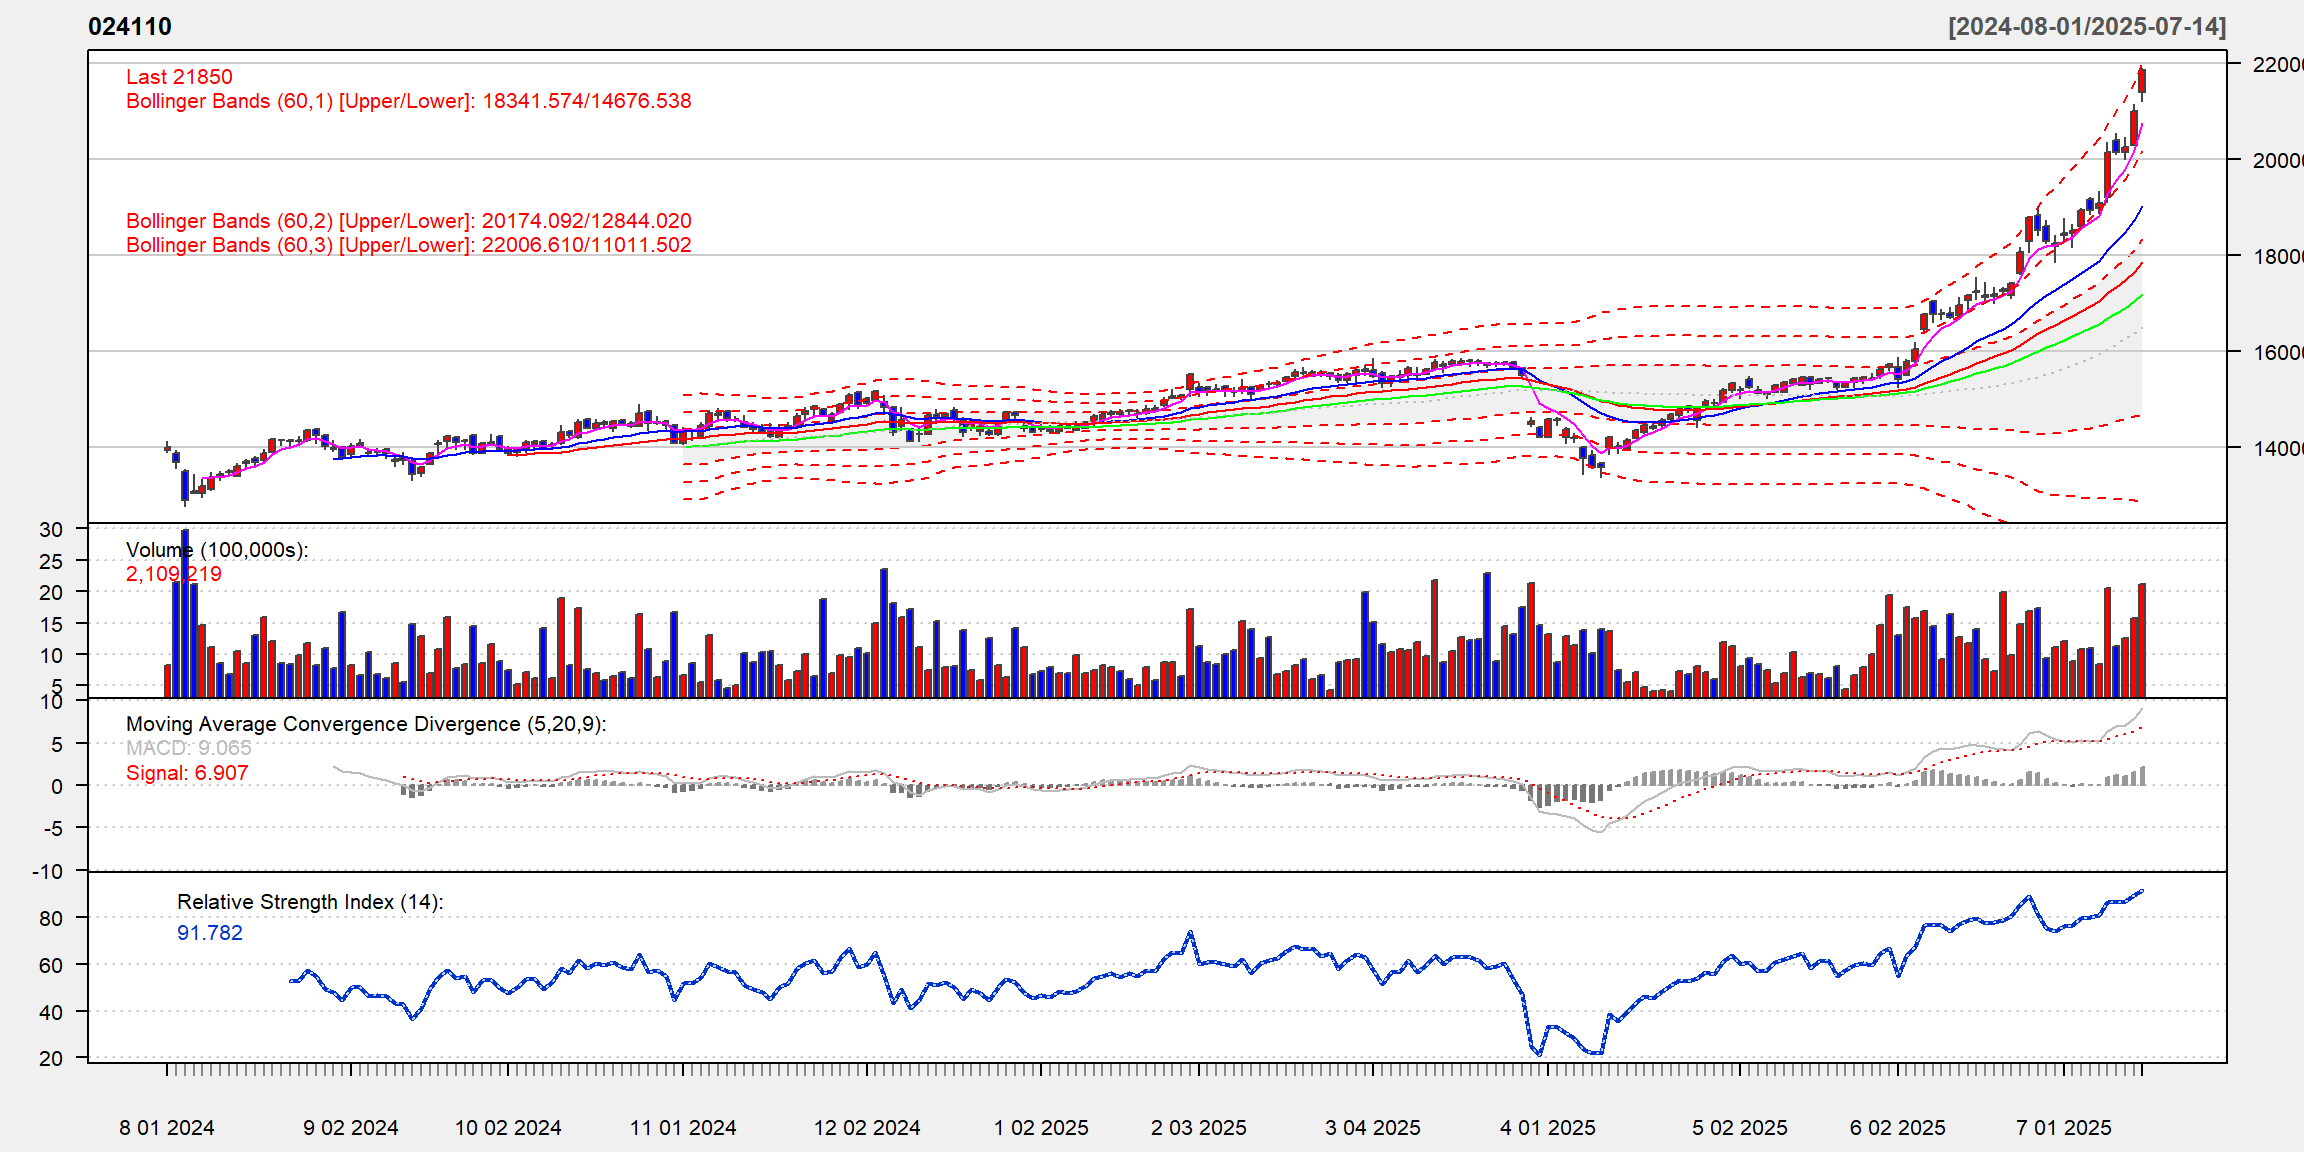 024110
[2024-08-01/2025-07-14]
Last 21850
Bollinger Bands (60,1) [Upper/Lower]: 18341.574/14676.538
Bollinger Bands (60,2) [Upper/Lower]: 20174.092/12844.020
Bollinger Bands (60,3) [Upper/Lower]: 22006.610/11011.502
22000
20000
18000
16000
14000
Volume (100,000s):
2,109,219
30
25
20
15
10
5
Moving Average Convergence Divergence (5,20,9):
MACD: 9.065
Signal: 6.907
10
5
0
-5
-10
Relative Strength Index (14):
91.782
80
60
40
20
8 01 2024
9 02 2024
10 02 2024
11 01 2024
12 02 2024
1 02 2025
2 03 2025
3 04 2025
4 01 2025
5 02 2025
6 02 2025
7 01 2025